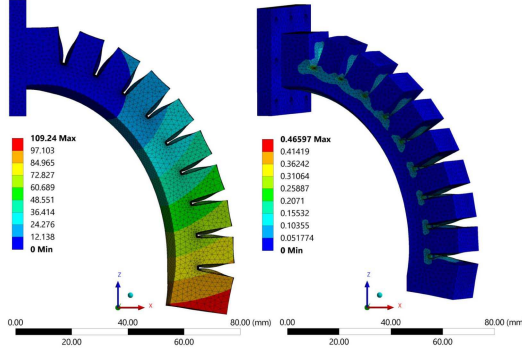 109.24 Max
97.103
84.965
72.827
60.689
48.551
36.414
24.276
12.138
0 Min
Z
X
0.00 40.00 80.00 (mm)
20.00 60.00
0.46597 Max
0.41419
0.36242
0.31064
0.25887
0.2071
0.15532
0.10355
0.051774
0 Min
Z
X
0.00 40.00 80.00 (mm)
20.00 60.00